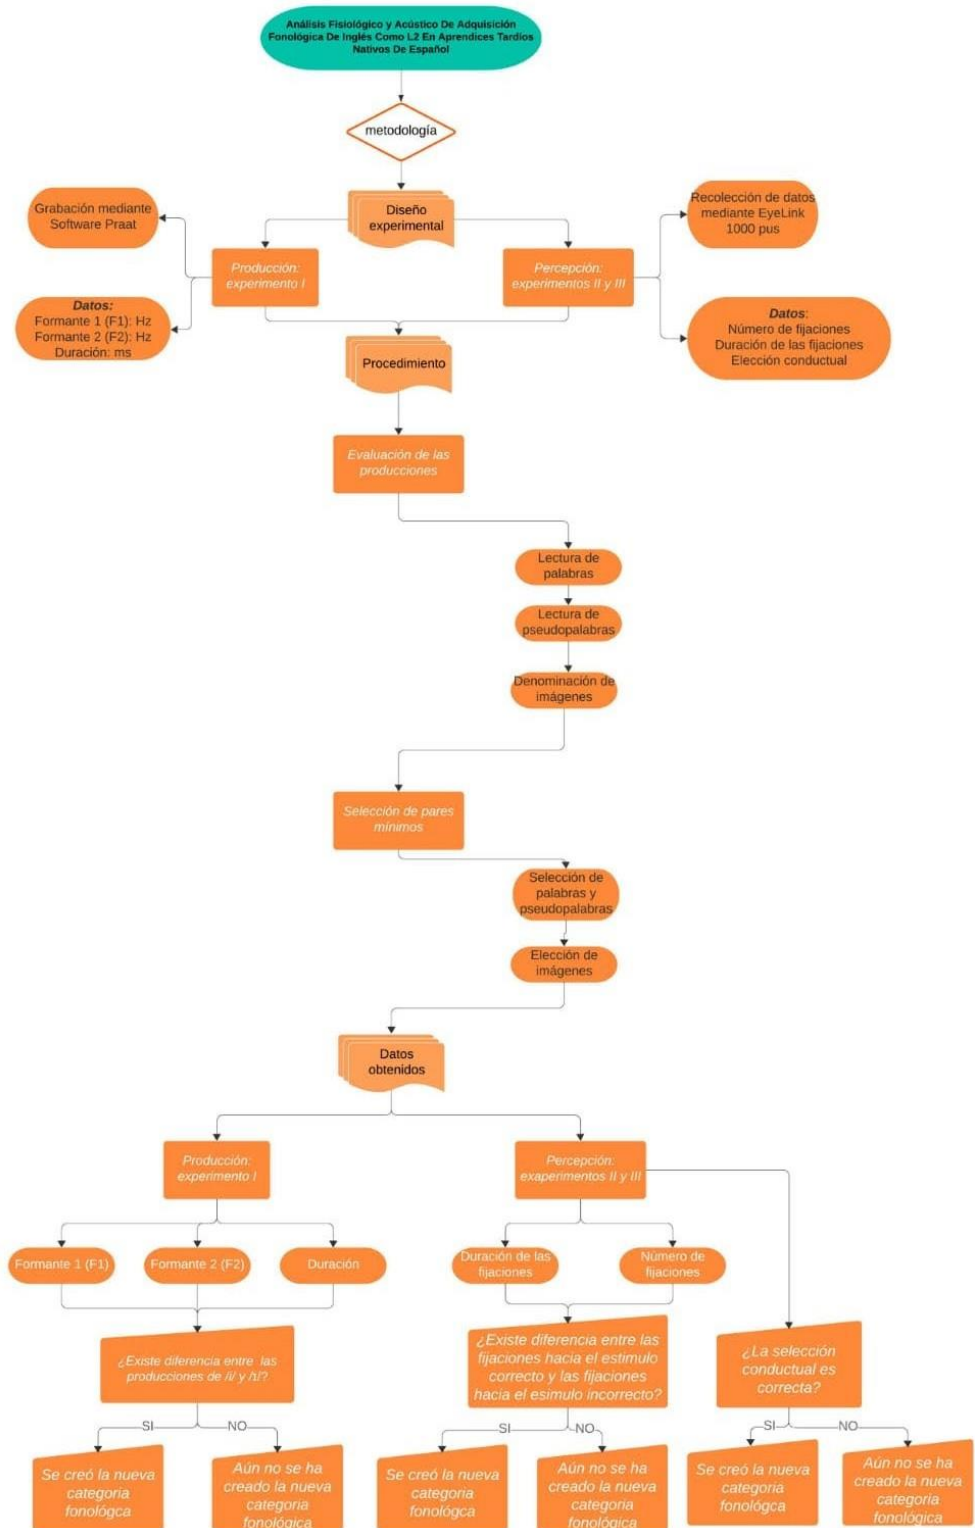 Análisis Fisiológico y Acústico De Adquisición
Fonológica De Inglés Como L2 En Aprendices Tardíos
Nativos De Español
metodología
Diseño
experimental
Grabación mediante
Software Praat
Recolección de datos
mediante EyeLink
1000 pus
Producción:
experimento I
Percepción:
experimentos II y III
Datos:
Formante 1 (F1): Hz
Formante 2 (F2): Hz
Duración: ms
Datos:
Número de fijaciones
Duración de las fijaciones
Elección conductual
Procedimiento
Evaluación de las
producciones
Lectura de
palabras
Lectura de
pseudopalabras
Denominación de
imágenes
Selección de pares
mínimos
Selección de
palabras y
pseudopalabras
Elección de
imágenes
Datos
obtenidos
Producción:
experimento I
Percepción:
exaperimentos II y III
Formante 1 (F1)
Formante 2 (F2)
Duración
Duración de las
fijaciones
Número de
fijaciones
¿Existe diferencia entre las
producciones de /i/ y /ɪ/?
¿Existe diferencia entre las
fijaciones hacia el estimulo
correcto y las fijaciones
hacia el esimulo incorrecto?
¿La selección
conductual es
correcta?
SI
NO
SI
NO
SI
NO
Se creó la nueva
categoria
fonológca
Aún no se ha
creado la nueva
categoria
fonológica
Se creó la nueva
categoria
fonológca
Aún no se ha
creado la nueva
categoria
fonológica
Se creó la nueva
categoria
fonológca
Aún no se ha
creado la nueva
categoria
fonológica